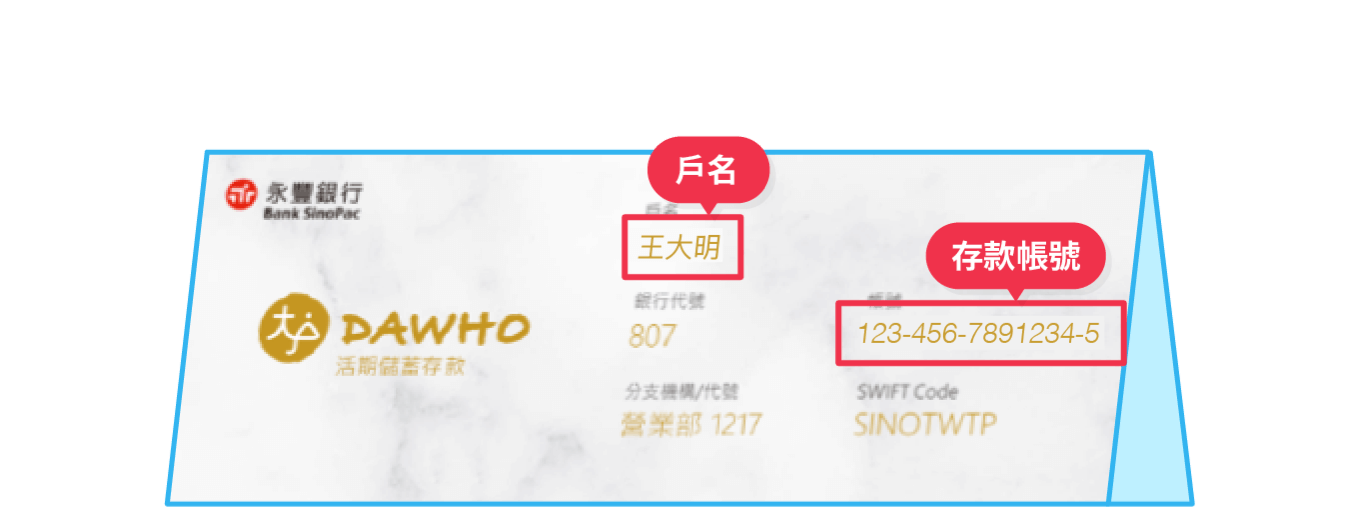 戶名
永豐銀行
Bank SinoPac
戶名
王大明
存款帳號
銀行代號
帳號
807
123-456-7891234-5
大戶
DAWHO
活期儲蓄存款
分支機構/代號
SWIFT Code
營業部 1217
SINOTWTP